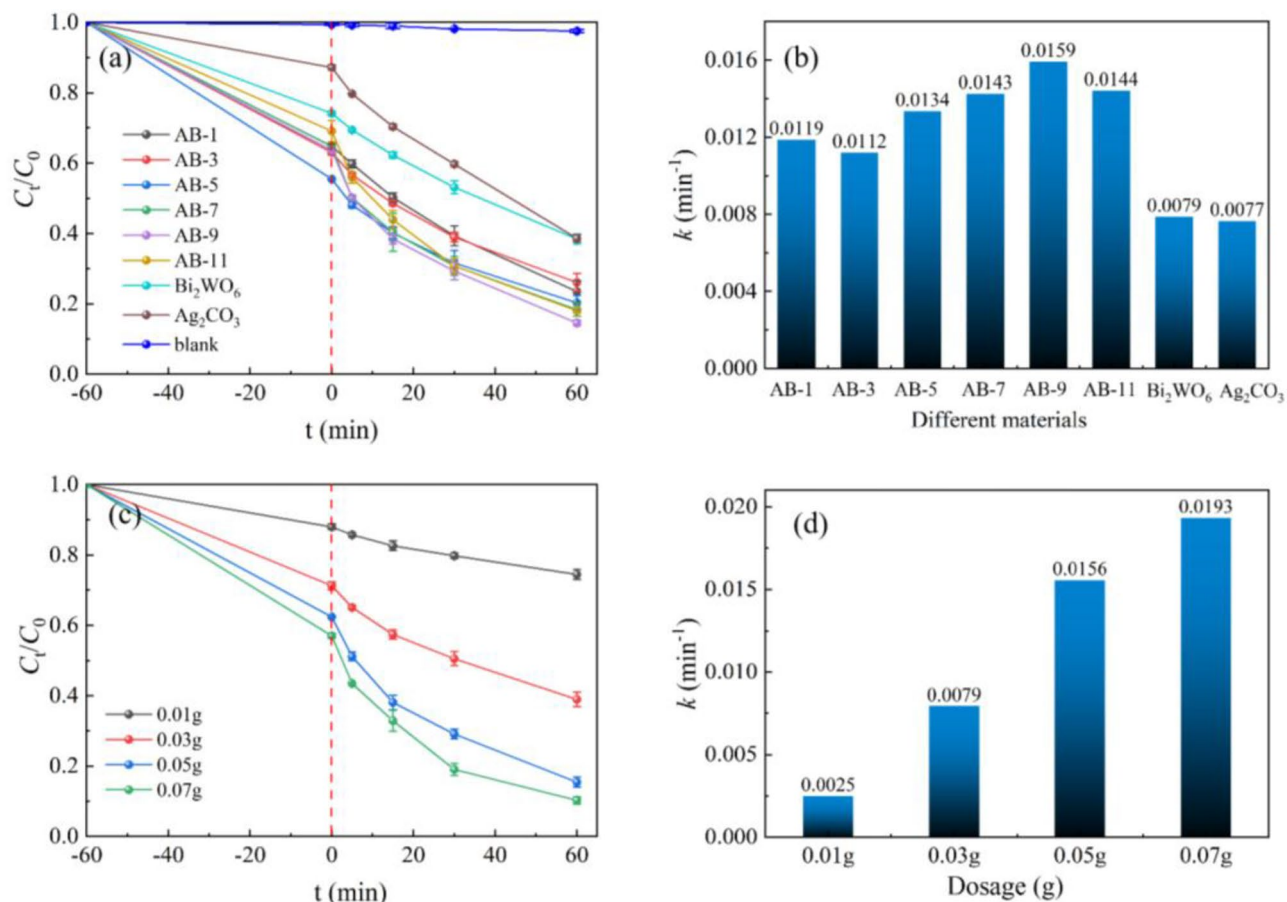 (a)
1.0
0.8
0.6
0.4
0.2
0.0
Cₜ/C₀
AB-1
AB-3
AB-5
AB-7
AB-9
AB-11
Bi₂WO₆
Ag₂CO₃
blank
-60 -40 -20 0 20 40 60
t (min)
(b)
0.016
0.012
0.008
0.004
0.000
k (min⁻¹)
0.0119 0.0112 0.0134 0.0143 0.0159 0.0144 0.0079 0.0077
AB-1 AB-3 AB-5 AB-7 AB-9 AB-11 Bi₂WO₆ Ag₂CO₃
Different materials
(c)
1.0
0.8
0.6
0.4
0.2
0.0
Cₜ/C₀
0.01g
0.03g
0.05g
0.07g
-60 -40 -20 0 20 40 60
t (min)
(d)
0.020
0.015
0.010
0.005
0.000
k (min⁻¹)
0.0025 0.0079 0.0156 0.0193
0.01g 0.03g 0.05g 0.07g
Dosage (g)